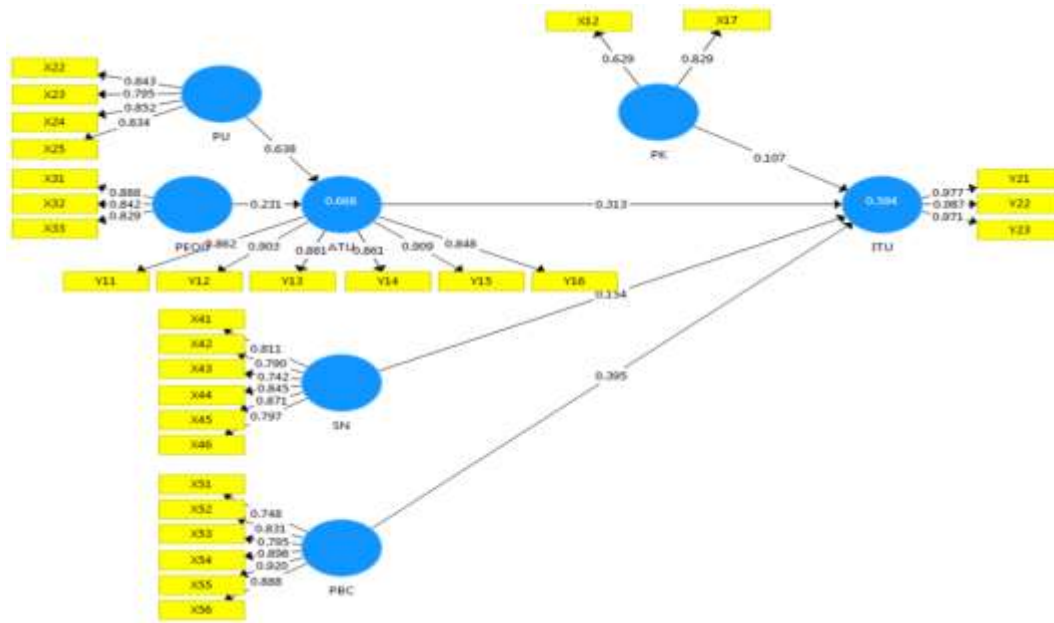 X12
X17
0.629
0.829
PK
0.107
X22
X23
X24
X25
0.843
0.795
0.852
0.834
PU
0.638
X31
X32
X33
0.888
0.842
0.829
PEOU
0.231
0.668
ATU
0.313
0.594
ITU
0.977
0.987
0.971
Y21
Y22
Y23
0.862
0.903
0.881
0.861
0.909
0.848
Y11
Y12
Y13
Y14
Y15
Y16
0.134
X41
X42
X43
X44
X45
X46
0.811
0.790
0.742
0.845
0.871
0.797
SN
0.395
X51
X52
X53
X54
X55
X56
0.748
0.831
0.795
0.896
0.920
0.888
PBC